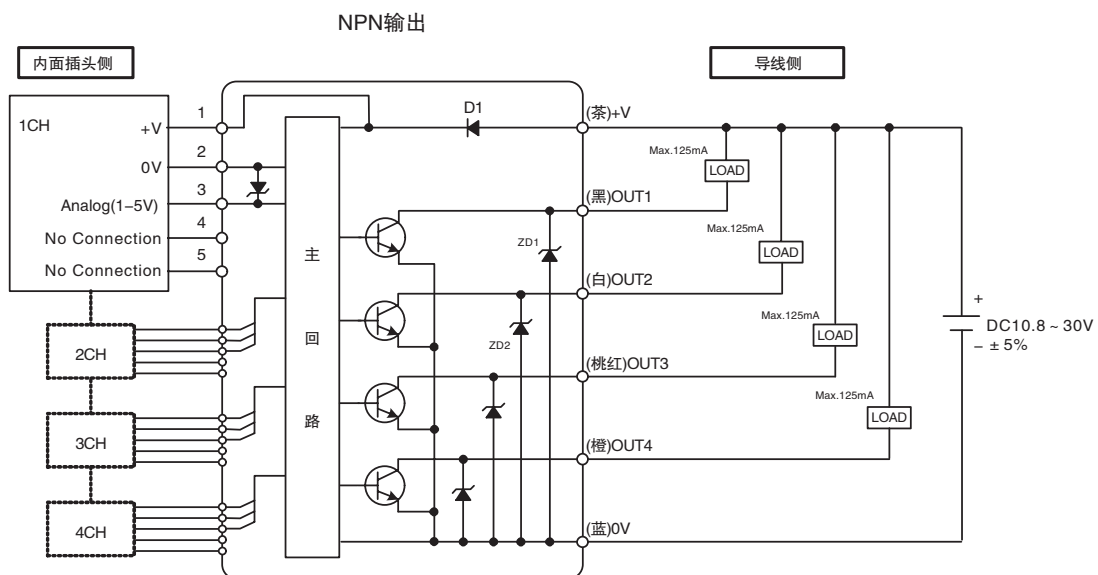 NPN输出
内面插头侧
导线侧
1CH
+V
0V
Analog(1–5V)
No Connection
No Connection
1
2
3
4
5
2CH
3CH
4CH
主
回
路
D1
ZD1
ZD2
(茶)+V
(黑)OUT1
(白)OUT2
(桃红)OUT3
(橙)OUT4
(蓝)0V
Max.125mA
LOAD
Max.125mA
LOAD
Max.125mA
LOAD
Max.125mA
LOAD
+
DC10.8 ~ 30V
– ± 5%